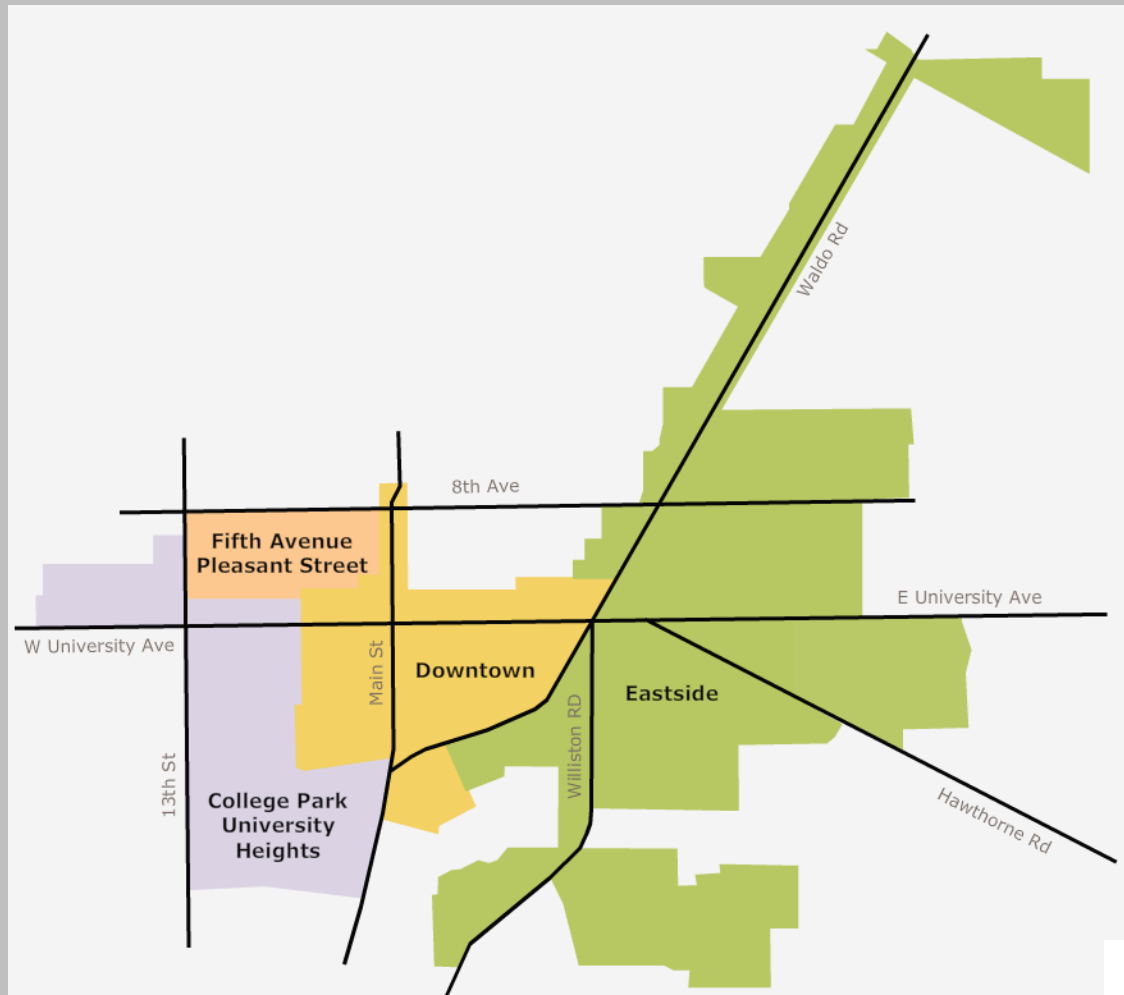 Waldo Rd
8th Ave
Fifth Avenue
Pleasant Street
E University Ave
W University Ave
Main St
Downtown
Eastside
Williston RD
13th St
College Park
University
Heights
Hawthorne Rd